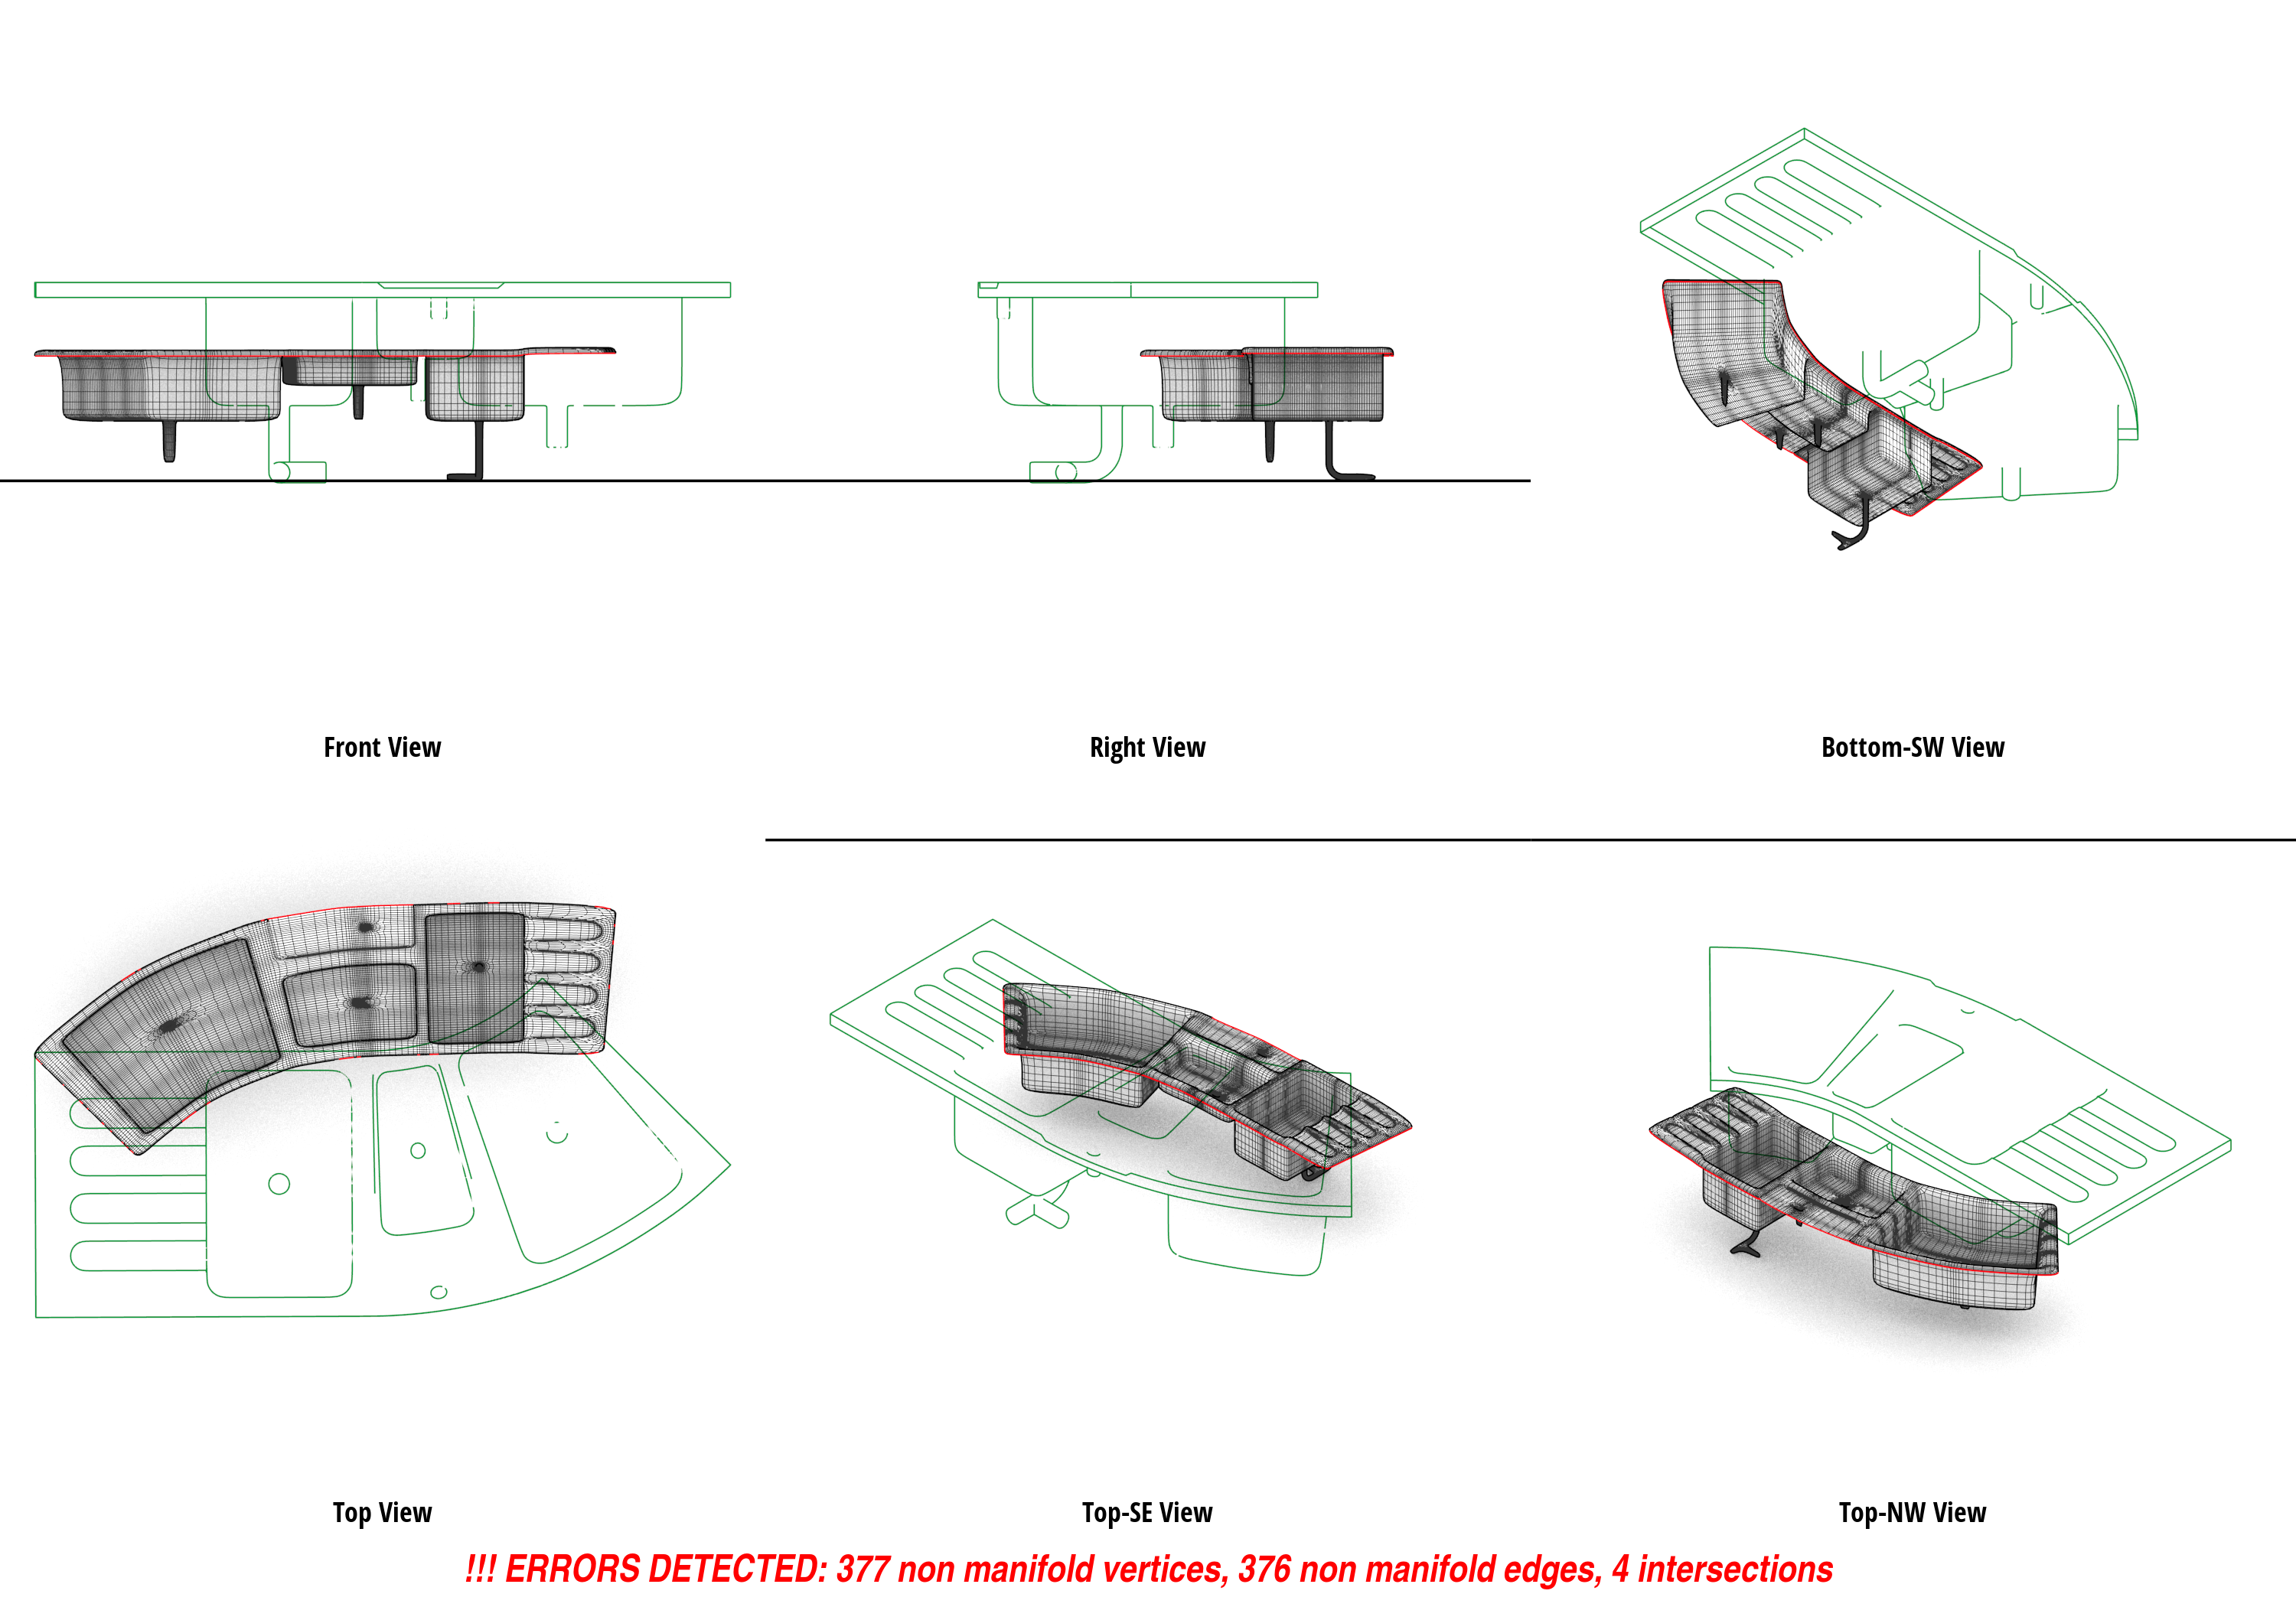 Front View
Right View
Bottom-SW View
Top View
Top-SE View
Top-NW View
!!! ERRORS DETECTED: 377 non manifold vertices, 376 non manifold edges, 4 intersections